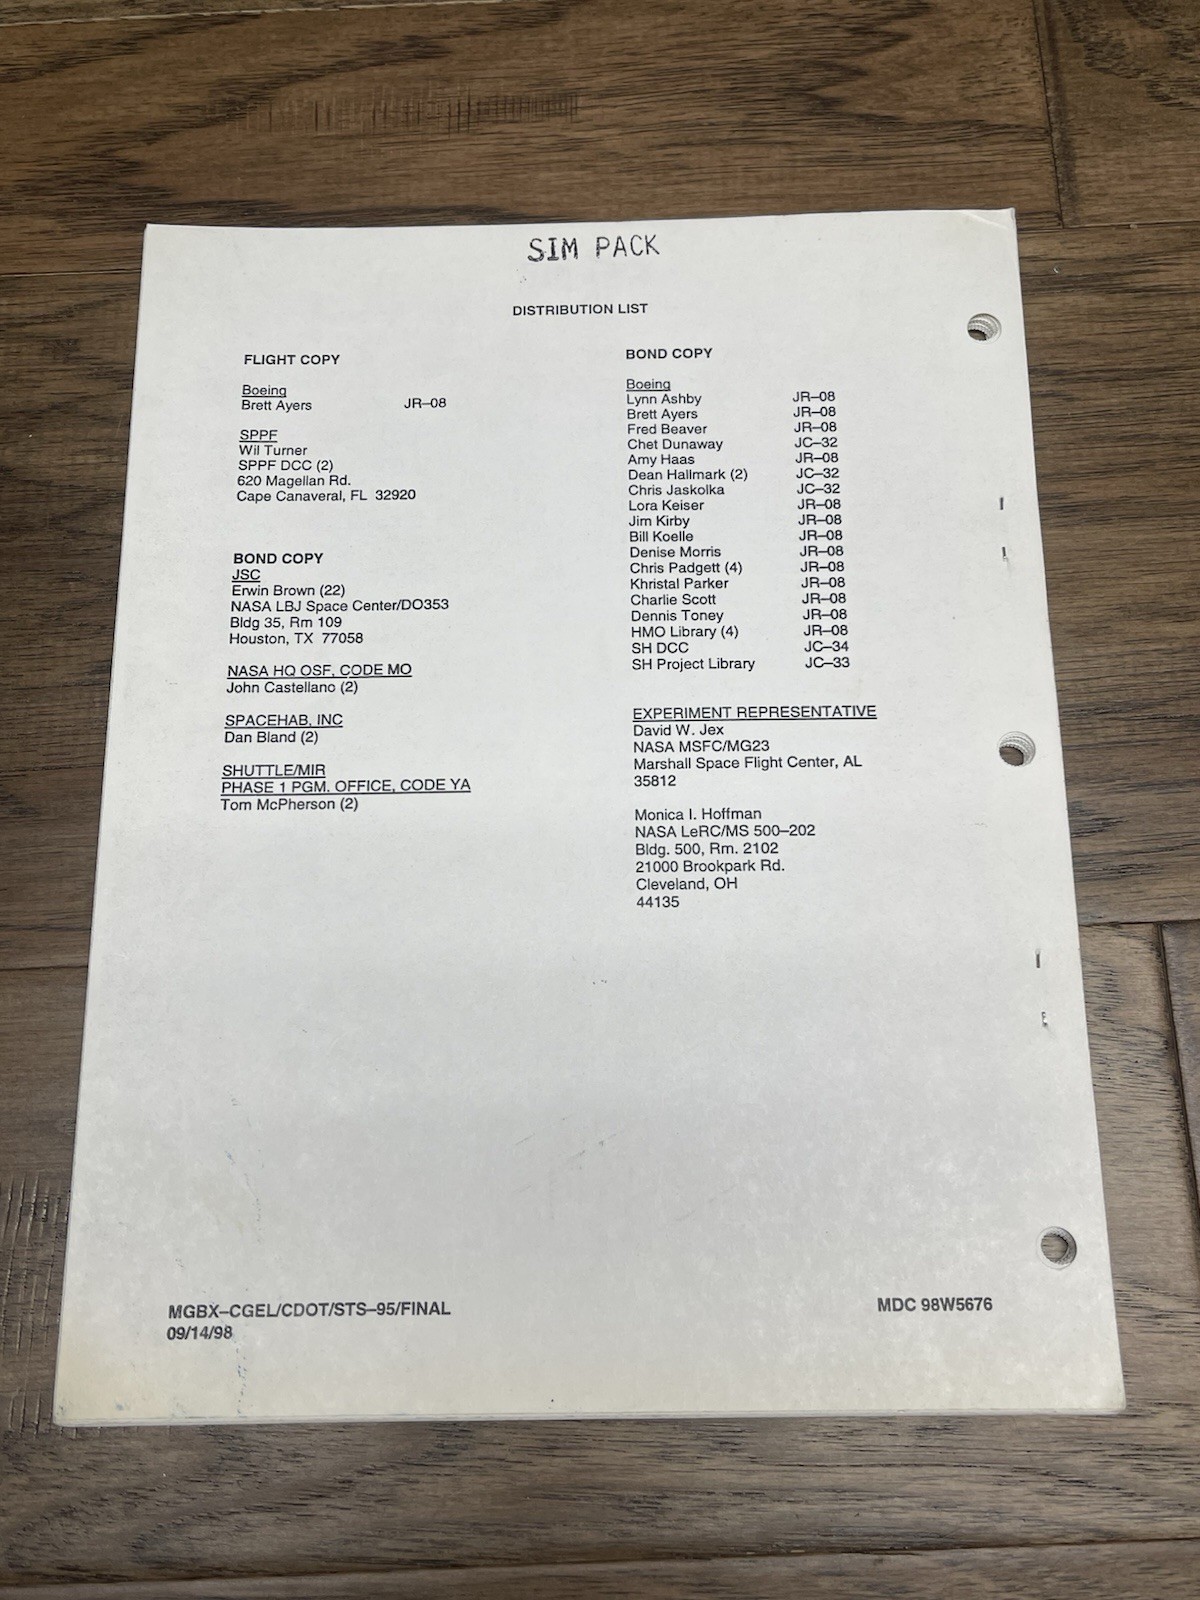 SIM PACK
DISTRIBUTION LIST
FLIGHT COPY
Boeing
Brett Ayers JR–08
SPPF
Wil Turner
SPPF DCC (2)
620 Magellan Rd.
Cape Canaveral, FL 32920
BOND COPY
JSC
Erwin Brown (22)
NASA LBJ Space Center/DO353
Bldg 35, Rm 109
Houston, TX 77058
NASA HQ OSF, CODE MO
John Castellano (2)
SPACEHAB, INC
Dan Bland (2)
SHUTTLE/MIR
PHASE 1 PGM. OFFICE, CODE YA
Tom McPherson (2)
BOND COPY
Boeing
Lynn Ashby JR–08
Brett Ayers JR–08
Fred Beaver JR–08
Chet Dunaway JC–32
Amy Haas JR–08
Dean Hallmark (2) JC–32
Chris Jaskolka JC–32
Lora Keiser JR–08
Jim Kirby JR–08
Bill Koelle JR–08
Denise Morris JR–08
Chris Padgett (4) JR–08
Khristal Parker JR–08
Charlie Scott JR–08
Dennis Toney JR–08
HMO Library (4) JR–08
SH DCC JC–34
SH Project Library JC–33
EXPERIMENT REPRESENTATIVE
David W. Jex
NASA MSFC/MG23
Marshall Space Flight Center, AL
35812
Monica I. Hoffman
NASA LeRC/MS 500–202
Bldg. 500, Rm. 2102
21000 Brookpark Rd.
Cleveland, OH
44135
MGBX–CGEL/CDOT/STS–95/FINAL
09/14/98
MDC 98W5676